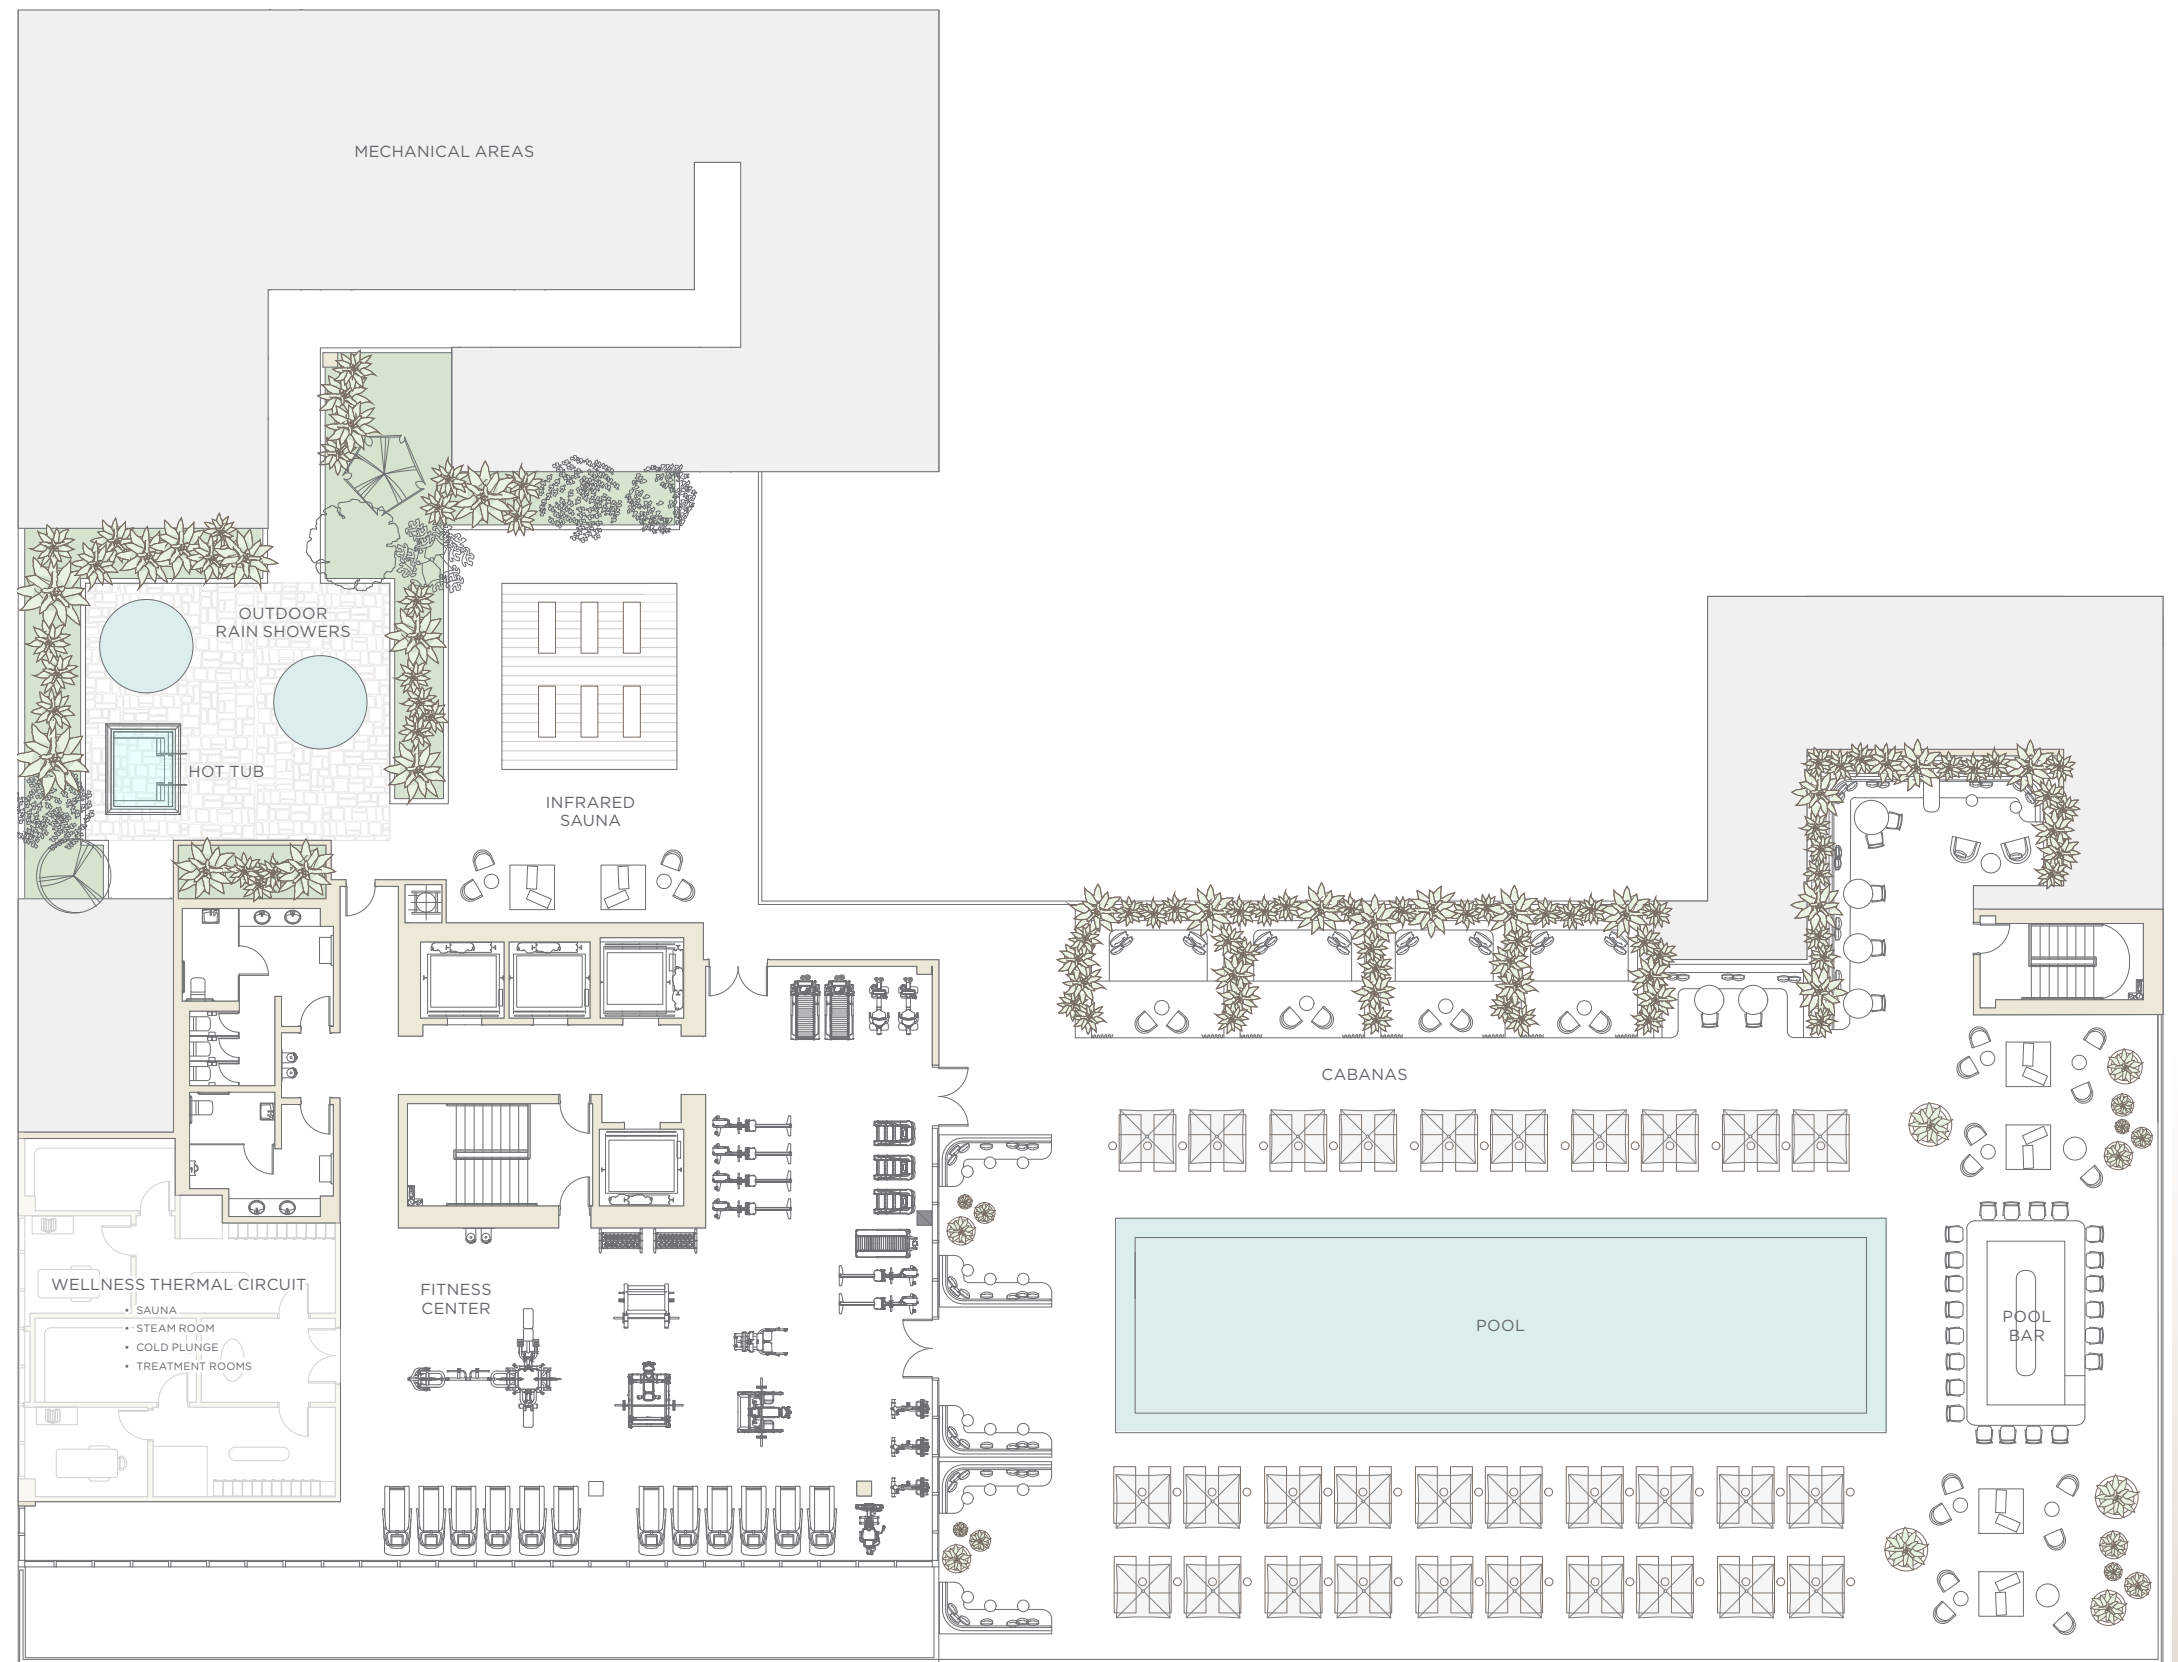 MECHANICAL AREAS
OUTDOOR
RAIN SHOWERS
HOT TUB
INFRARED
SAUNA
CABANAS
WELLNESS THERMAL CIRCUIT
• SAUNA
• STEAM ROOM
• COLD PLUNGE
• TREATMENT ROOMS
FITNESS
CENTER
POOL
POOL
BAR